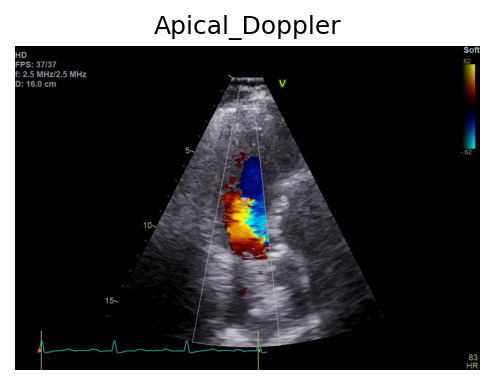 Apical_Doppler
HD
FPS: 37/37
f: 2.5 MHz/2.5 MHz
D: 16.0 cm
Soft
V
.62
-.62
5
10
15
83
HR